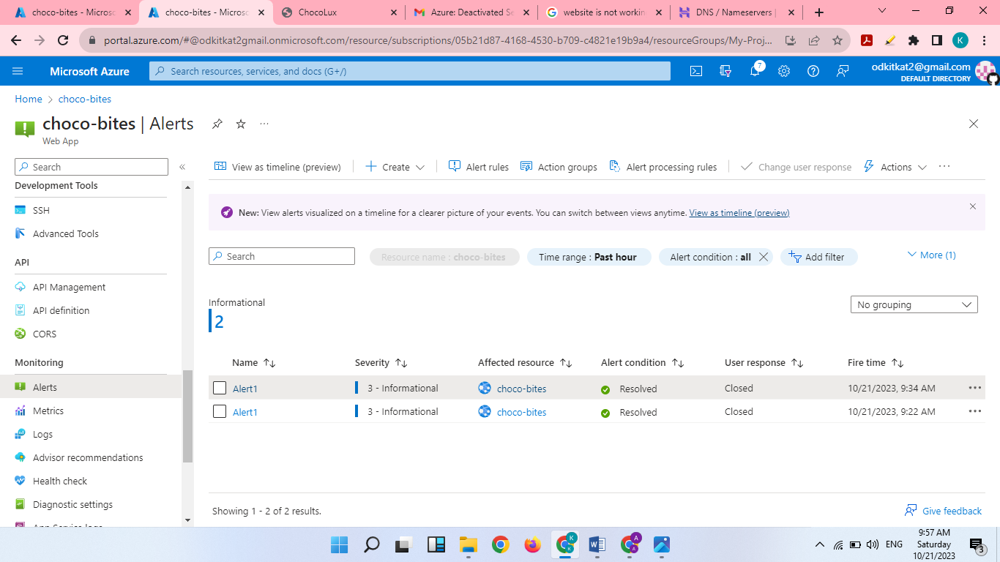 choco-bites - Micros
choco-bites - Microso
ChocoLux
Azure: Deactivated Se
website is not workin
DNS / Nameservers |
portal.azure.com/#@odkitkat2gmail.onmicrosoft.com/resource/subscriptions/05b21d87-4168-4530-b709-c4821e19b9a4/resourceGroups/My-Proj...
K
Microsoft Azure
Search resources, services, and docs (G+/)
7
odkitkat2@gmail.com
DEFAULT DIRECTORY
Home > choco-bites
choco-bites | Alerts
Web App
Search
Development Tools
SSH
Advanced Tools
API
API Management
API definition
CORS
Monitoring
Alerts
Metrics
Logs
Advisor recommendations
Health check
Diagnostic settings
View as timeline (preview)
Create
Alert rules
Action groups
Alert processing rules
Change user response
Actions
New: View alerts visualized on a timeline for a clearer picture of your events. You can switch between views anytime. View as timeline (preview)
Search
Resource name : choco-bites
Time range : Past hour
Alert condition : all
Add filter
More (1)
Informational
2
No grouping
Name Severity Affected resource Alert condition User response Fire time
Alert1 3 - Informational choco-bites Resolved Closed 10/21/2023, 9:34 AM
Alert1 3 - Informational choco-bites Resolved Closed 10/21/2023, 9:22 AM
Showing 1 - 2 of 2 results.
Give feedback
K
A
ENG
9:57 AM
Saturday
10/21/2023
3